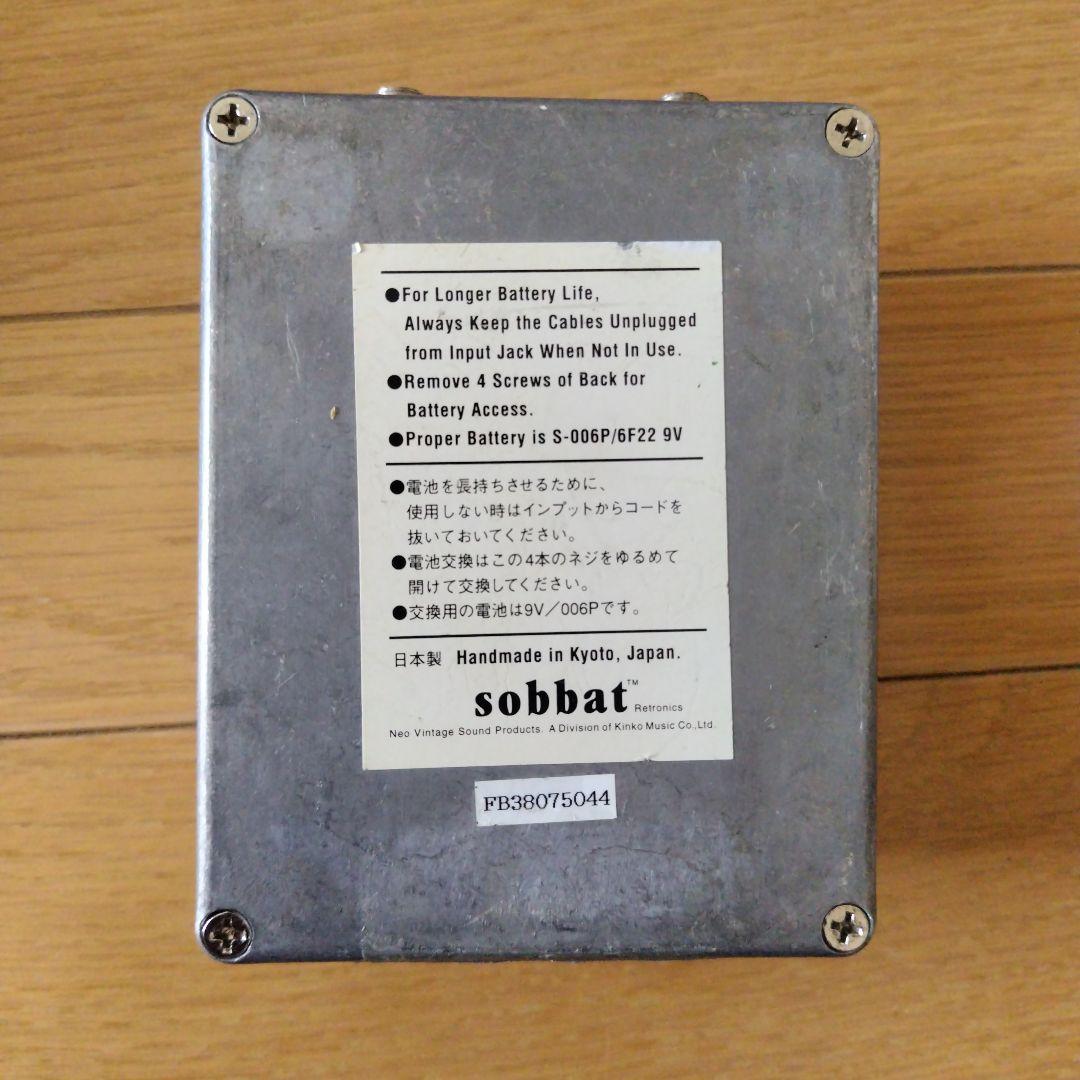 ●For Longer Battery Life,
Always Keep the Cables Unplugged
from Input Jack When Not In Use.
●Remove 4 Screws of Back for
Battery Access.
●Proper Battery is S-006P/6F22 9V
●電池を長持ちさせるために、
使用しない時はインプットからコードを
抜いておいてください。
●電池交換はこの4本のネジをゆるめて
開けて交換してください。
●交換用の電池は9V／006Pです。
日本製 Handmade in Kyoto, Japan.
sobbat™ Retronics
Neo Vintage Sound Products. A Division of Kinko Music Co.,Ltd.
FB38075044